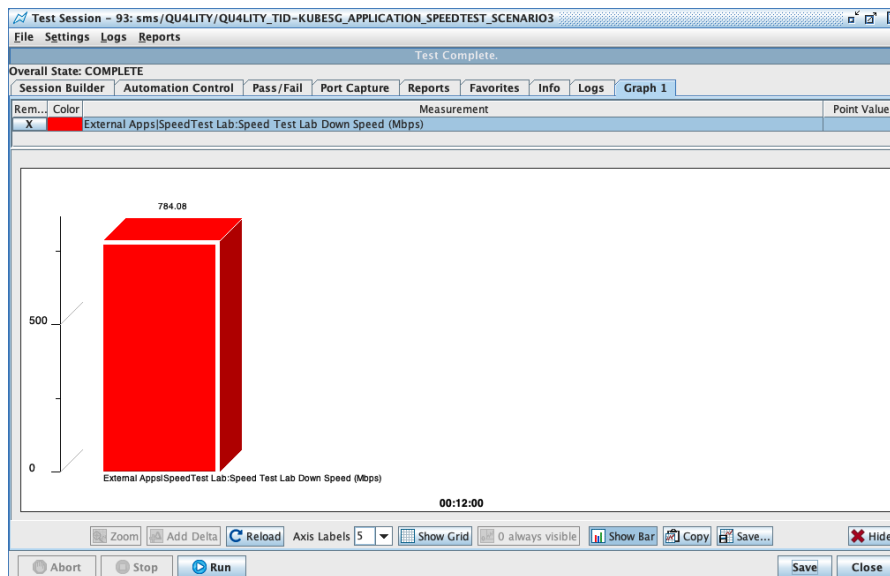 Test Session - 93: sms/QU4LITY/QU4LITY_TID-KUBE5G_APPLICATION_SPEEDTEST_SCENARIO3
File Settings Logs Reports
Test Complete.
Overall State: COMPLETE
Session Builder Automation Control Pass/Fail Port Capture Reports Favorites Info Logs Graph 1
Rem... Color Measurement Point Value
X External Apps|SpeedTest Lab:Speed Test Lab Down Speed (Mbps)
784.08
500
0
External Apps|SpeedTest Lab:Speed Test Lab Down Speed (Mbps)
00:12:00
Zoom Add Delta Reload Axis Labels 5 Show Grid 0 always visible Show Bar Copy Save... Hide
Abort Stop Run Save Close